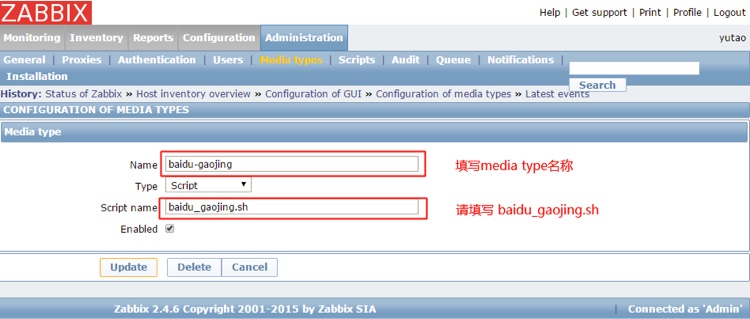 ZABBIX
Help | Get support | Print | Profile | Logout
Monitoring Inventory Reports Configuration Administration
yutao
General | Proxies | Authentication | Users | Media types | Scripts | Audit | Queue | Notifications |
Installation
Search
History: Status of Zabbix » Host inventory overview » Configuration of GUI » Configuration of media types » Latest events
CONFIGURATION OF MEDIA TYPES
Media type
Name baidu-gaojing 填写media type名称
Type Script
Script name baidu_gaojing.sh 请填写 baidu_gaojing.sh
Enabled
Update Delete Cancel
Zabbix 2.4.6 Copyright 2001-2015 by Zabbix SIA | Connected as 'Admin'